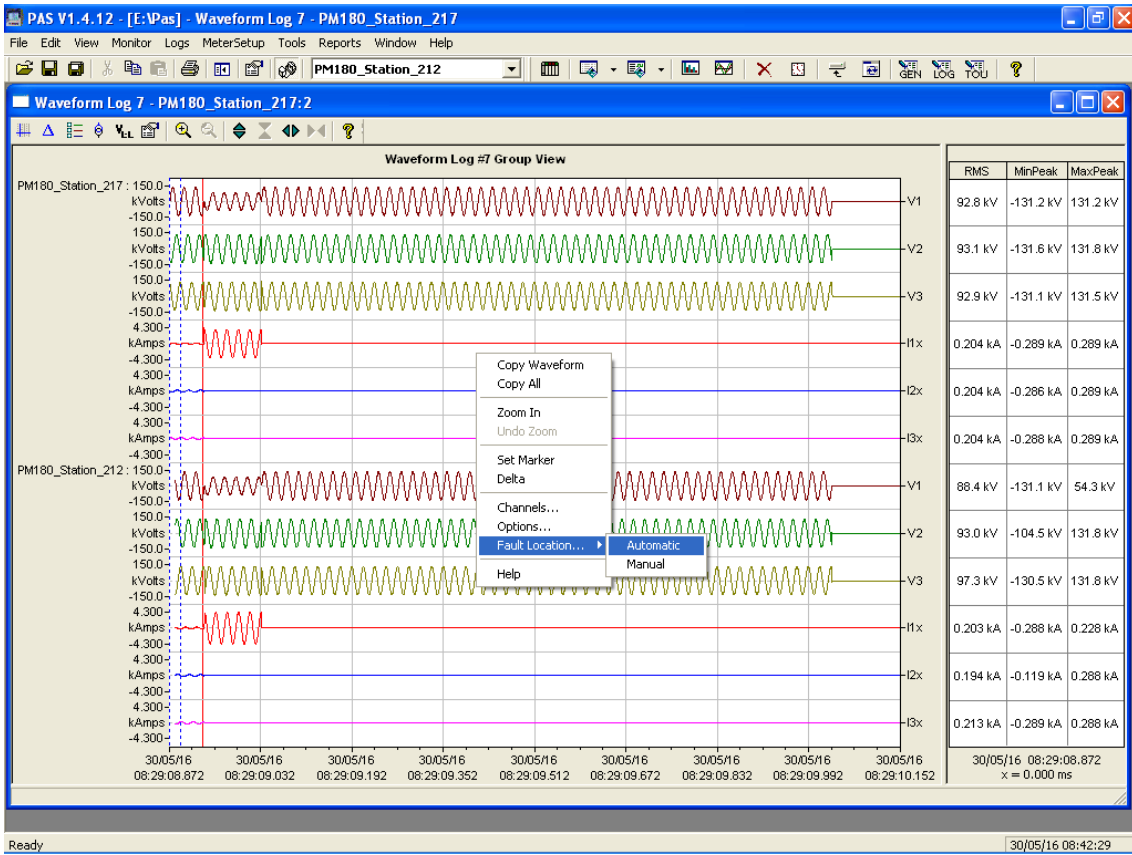 PAS V1.4.12 - [E:\Pas] - Waveform Log 7 - PM180_Station_217
File Edit View Monitor Logs MeterSetup Tools Reports Window Help
PM180_Station_212
GEN LOG TOU
Waveform Log 7 - PM180_Station_217:2
VLL
Waveform Log #7 Group View
RMS MinPeak MaxPeak
PM180_Station_217 : 150.0
kVolts
-150.0
V1
92.8 kV -131.2 kV 131.2 kV
150.0
kVolts
-150.0
V2
93.1 kV -131.6 kV 131.8 kV
150.0
kVolts
-150.0
V3
92.9 kV -131.1 kV 131.5 kV
4.300
kAmps
-4.300
I1x
0.204 kA -0.289 kA 0.289 kA
4.300
kAmps
-4.300
I2x
0.204 kA -0.286 kA 0.289 kA
4.300
kAmps
-4.300
I3x
0.204 kA -0.288 kA 0.289 kA
PM180_Station_212 : 150.0
kVolts
-150.0
V1
88.4 kV -131.1 kV 54.3 kV
150.0
kVolts
-150.0
V2
93.0 kV -104.5 kV 131.8 kV
150.0
kVolts
-150.0
V3
97.3 kV -130.5 kV 131.8 kV
4.300
kAmps
-4.300
I1x
0.203 kA -0.288 kA 0.228 kA
4.300
kAmps
-4.300
I2x
0.194 kA -0.119 kA 0.288 kA
4.300
kAmps
-4.300
I3x
0.213 kA -0.289 kA 0.288 kA
Copy Waveform
Copy All
Zoom In
Undo Zoom
Set Marker
Delta
Channels...
Options...
Fault Location...
Help
Automatic
Manual
30/05/16 30/05/16 30/05/16 30/05/16 30/05/16 30/05/16 30/05/16 30/05/16 30/05/16
08:29:08.872 08:29:09.032 08:29:09.192 08:29:09.352 08:29:09.512 08:29:09.672 08:29:09.832 08:29:09.992 08:29:10.152
30/05/16 08:29:08.872
x = 0.000 ms
Ready
30/05/16 08:42:29